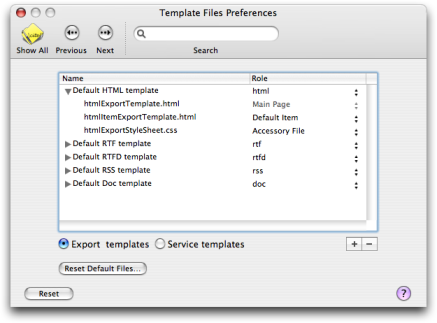 Template Files Preferences
Show All Previous Next Search
Name Role
Default HTML template html
htmlExportTemplate.html Main Page
htmlItemExportTemplate.html Default Item
htmlExportStyleSheet.css Accessory File
Default RTF template rtf
Default RTFD template rtfd
Default RSS template rss
Default Doc template doc
Export templates Service templates + −
Reset Default Files...
Reset ?